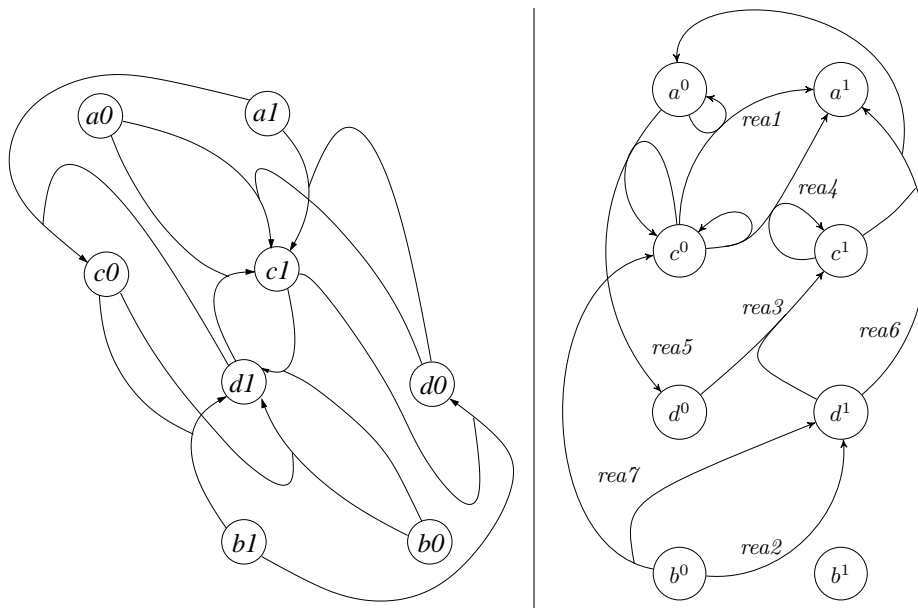 a0
a1
c0
c1
d1
d0
b1
b0
a⁰
a¹
rea1
rea4
c⁰
c¹
rea3
rea5
rea6
d⁰
d¹
rea7
rea2
b⁰
b¹